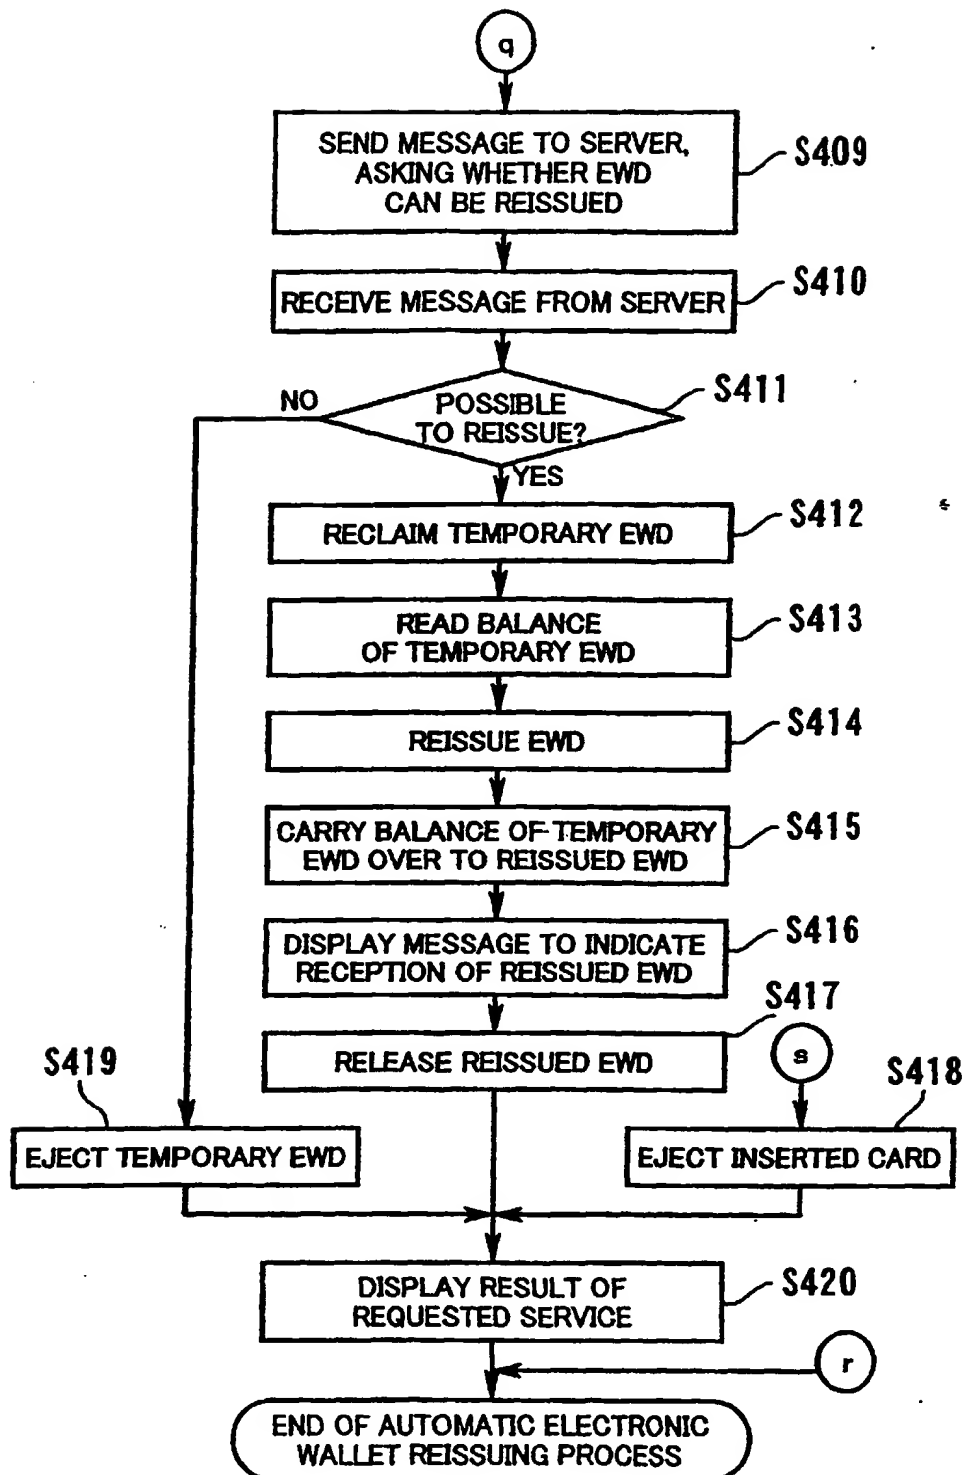 q
SEND MESSAGE TO SERVER,
ASKING WHETHER EWD
CAN BE REISSUED
S409
RECEIVE MESSAGE FROM SERVER
S410
POSSIBLE
TO REISSUE?
S411
NO
YES
RECLAIM TEMPORARY EWD
S412
READ BALANCE
OF TEMPORARY EWD
S413
REISSUE EWD
S414
CARRY BALANCE OF TEMPORARY
EWD OVER TO REISSUED EWD
S415
DISPLAY MESSAGE TO INDICATE
RECEPTION OF REISSUED EWD
S416
RELEASE REISSUED EWD
S417
s
S419
EJECT TEMPORARY EWD
S418
EJECT INSERTED CARD
DISPLAY RESULT OF
REQUESTED SERVICE
S420
r
END OF AUTOMATIC ELECTRONIC
WALLET REISSUING PROCESS